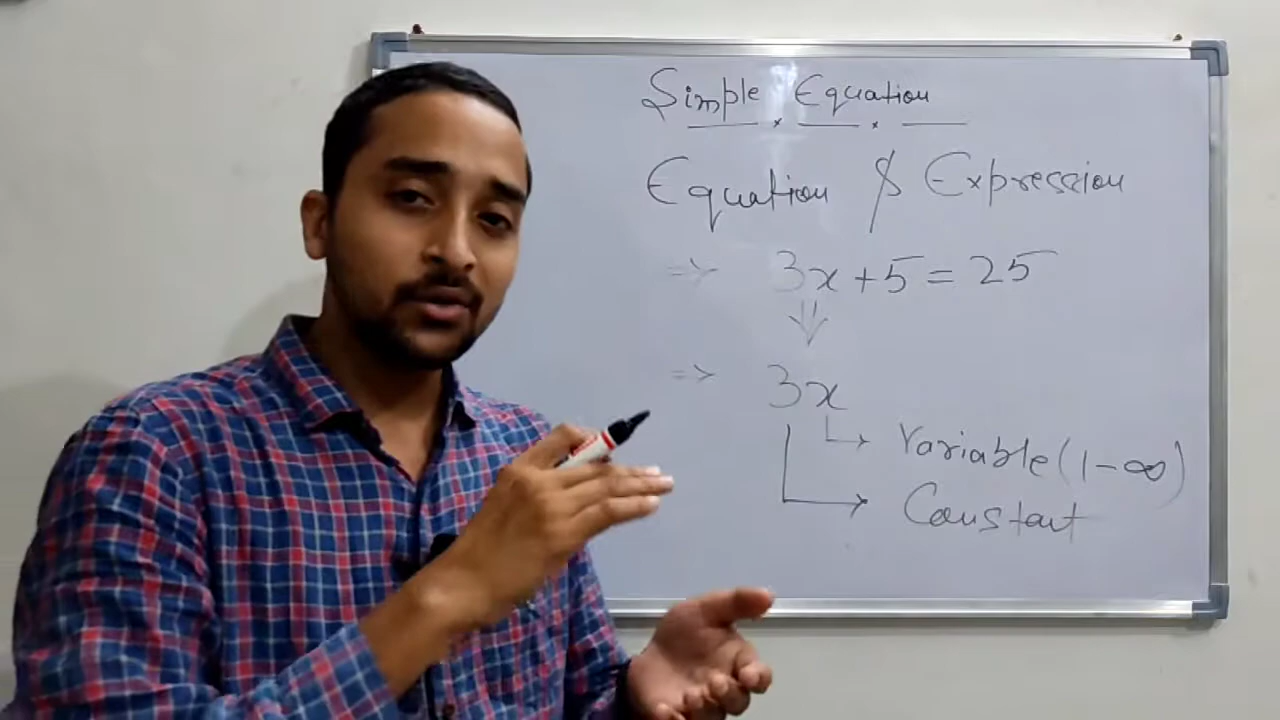 Simple Equation
Equation & Expression
=> 3x + 5 = 25
=> 3x
Variable (1 - ∞)
Constant